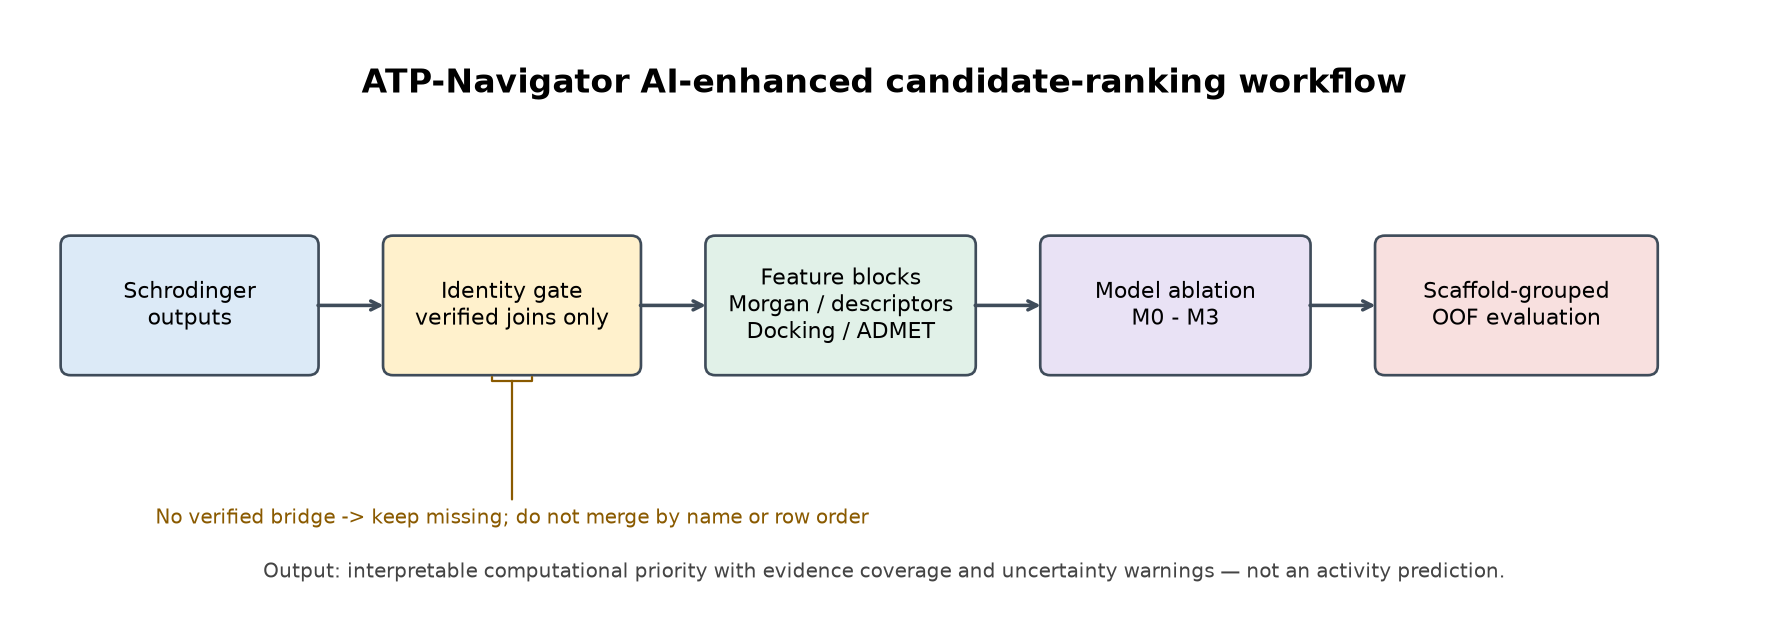 ATP-Navigator AI-enhanced candidate-ranking workflow
Schrodinger
outputs
Identity gate
verified joins only
Feature blocks
Morgan / descriptors
Docking / ADMET
Model ablation
M0 - M3
Scaffold-grouped
OOF evaluation
No verified bridge -> keep missing; do not merge by name or row order
Output: interpretable computational priority with evidence coverage and uncertainty warnings — not an activity prediction.